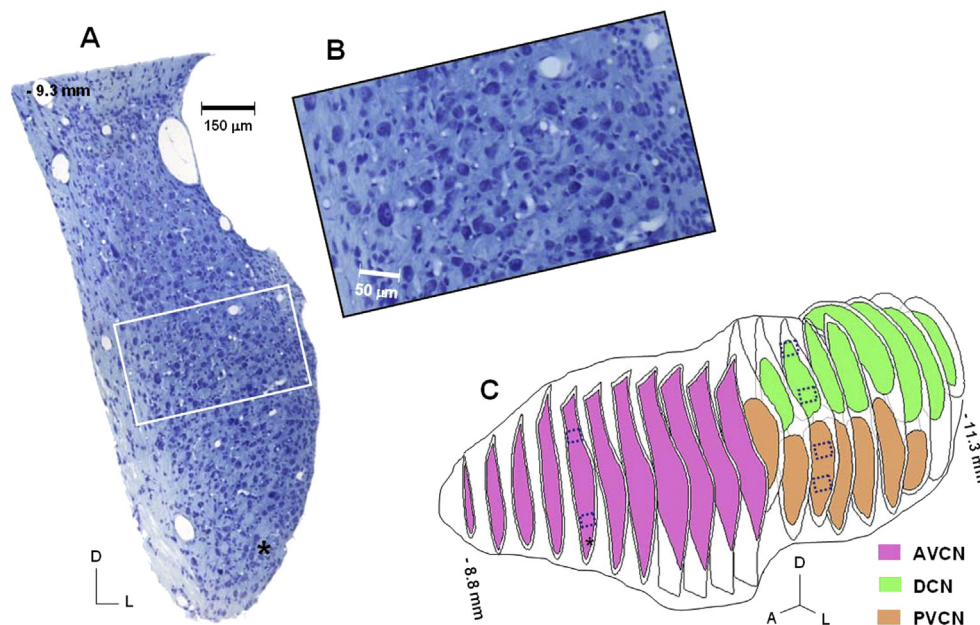 A
B
- 9.3 mm
150 µm
50 µm
*
D
L
C
- 11.3 mm
*
- 8.8 mm
D
A
L
AVCN
DCN
PVCN